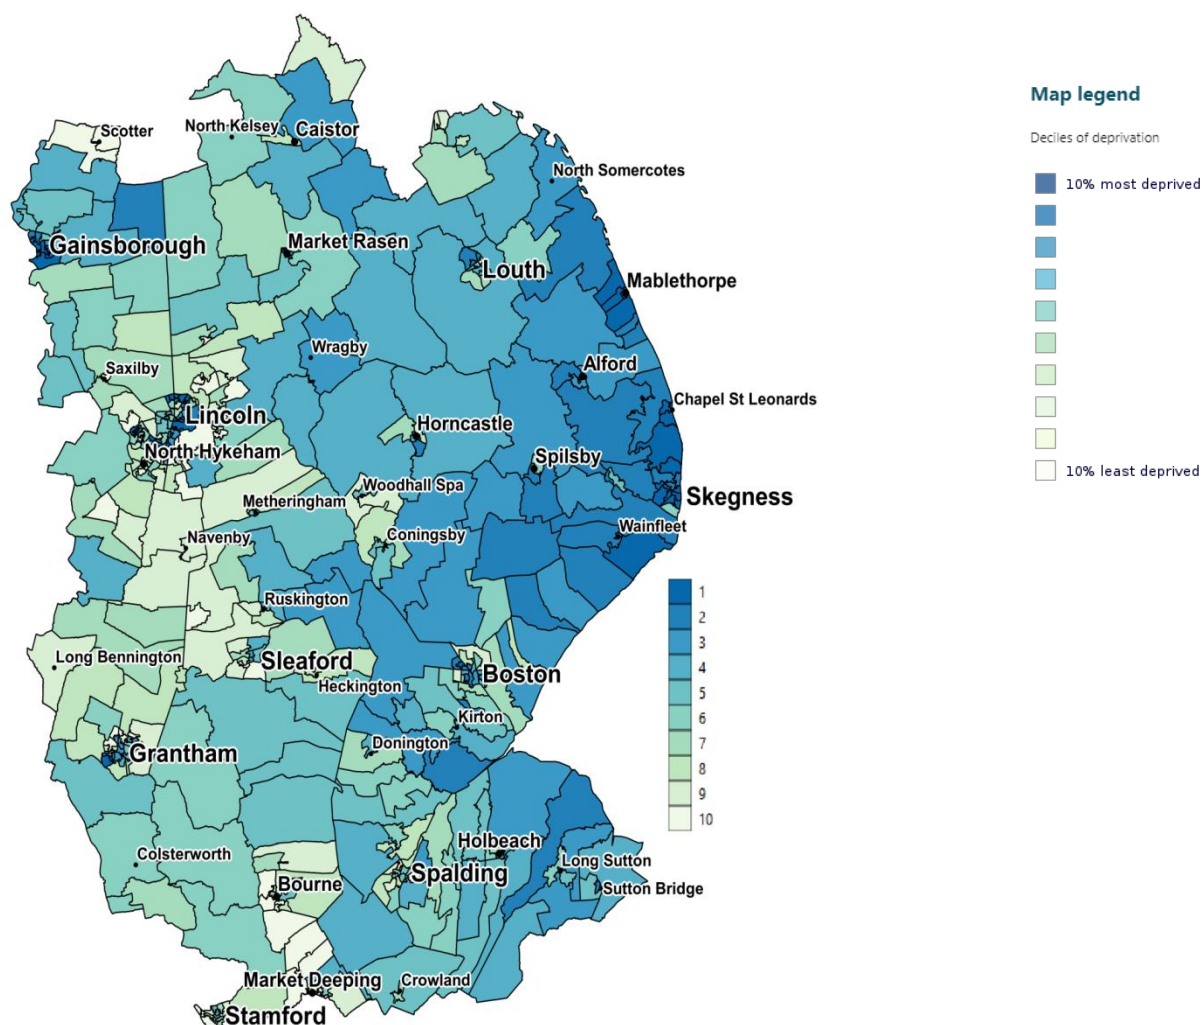 Map legend
Deciles of deprivation
10% most deprived
10% least deprived
Scotter
North Kelsey
Caistor
North Somercotes
Gainsborough
Market Rasen
Louth
Mablethorpe
Wragby
Saxilby
Alford
Chapel St Leonards
Lincoln
Horncastle
North Hykeham
Spilsby
Woodhall Spa
Skegness
Metheringham
Wainfleet
Coningsby
Navenby
Ruskington
Long Bennington
Sleaford
Boston
Heckington
Kirton
Donington
Grantham
Holbeach
Colsterworth
Long Sutton
Spalding
Bourne
Sutton Bridge
Market Deeping
Crowland
Stamford
1
2
3
4
5
6
7
8
9
10